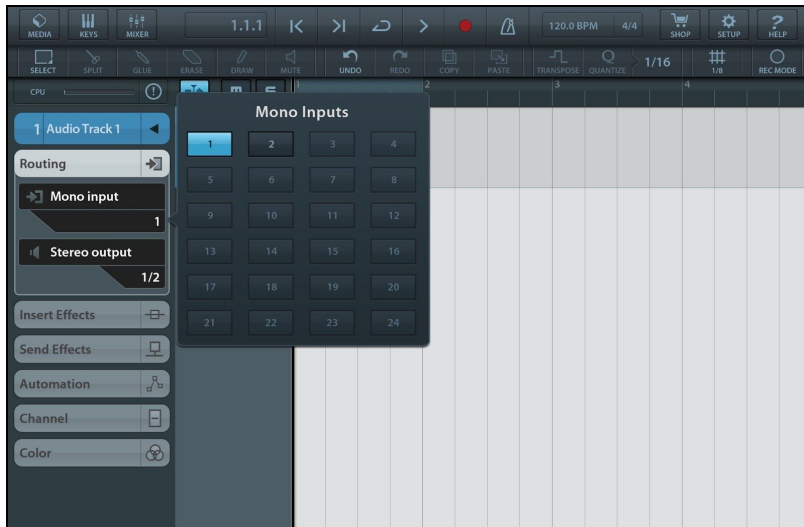 1.1.1 120.0 BPM 4/4
MEDIA KEYS MIXER SHOP SETUP HELP
1/16
SELECT SPLIT GLUE ERASE DRAW MUTE UNDO REDO COPY PASTE TRANSPOSE QUANTIZE 1/8 REC MODE
CPU m s 1 2 3 4
Mono Inputs
1 Audio Track 1
1 2 3 4
Routing
5 6 7 8
Mono input
1
9 10 11 12
Stereo output
13 14 15 16
1/2
17 18 19 20
Insert Effects
21 22 23 24
Send Effects
Automation
Channel
Color